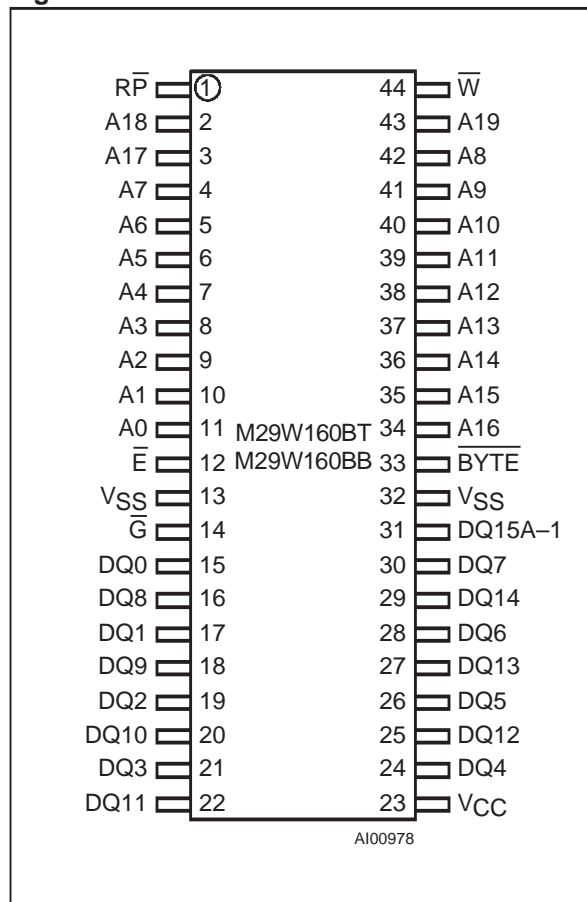 RP̅ 1 44 W̅
A18 2 43 A19
A17 3 42 A8
A7 4 41 A9
A6 5 40 A10
A5 6 39 A11
A4 7 38 A12
A3 8 37 A13
A2 9 36 A14
A1 10 35 A15
A0 11 M29W160BT 34 A16
E̅ 12 M29W160BB 33 B̅Y̅T̅E̅
VSS 13 32 VSS
G̅ 14 31 DQ15A–1
DQ0 15 30 DQ7
DQ8 16 29 DQ14
DQ1 17 28 DQ6
DQ9 18 27 DQ13
DQ2 19 26 DQ5
DQ10 20 25 DQ12
DQ3 21 24 DQ4
DQ11 22 23 VCC
AI00978